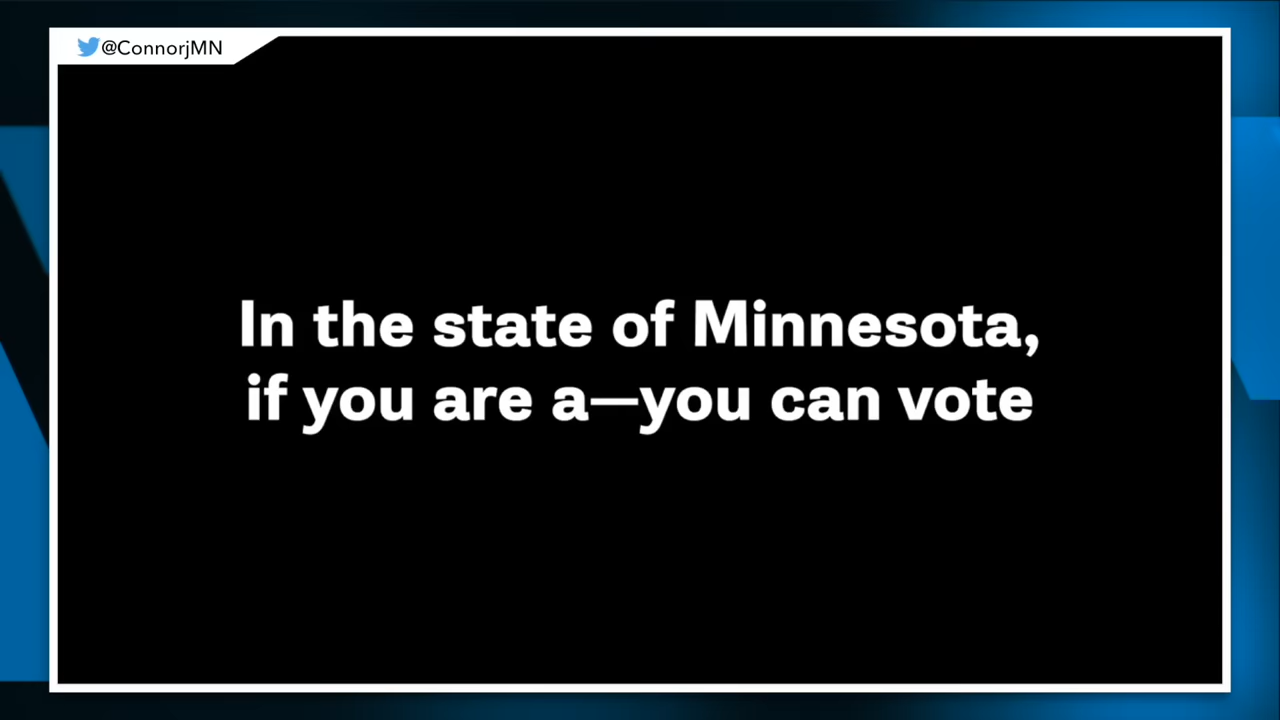 @ConnorjMN
In the state of Minnesota,
if you are a—you can vote